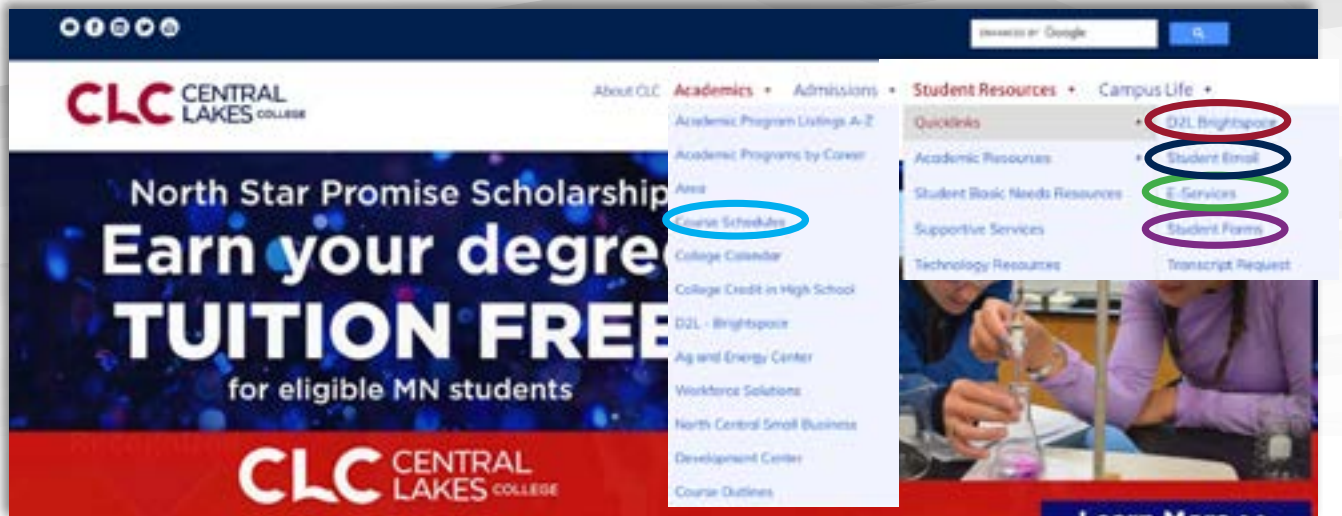 ENHANCED BY Google
CLC CENTRAL LAKES COLLEGE
About CLC Academics + Admissions + Student Resources + Campus Life +
Academic Program Listings A-Z
Academic Programs by Career
Area
Course Schedules
College Calendar
College Credit in High School
D2L - Brightspace
Ag and Energy Center
Workforce Solutions
North Central Small Business
Development Center
Course Outlines
Quicklinks +
Academic Resources +
Student Basic Needs Resources
Supportive Services
Technology Resources
D2L Brightspace
Student Email
E-Services
Student Forms
Transcript Request
North Star Promise Scholarship
Earn your degre
TUITION FREE
for eligible MN students
CLC CENTRAL LAKES COLLEGE